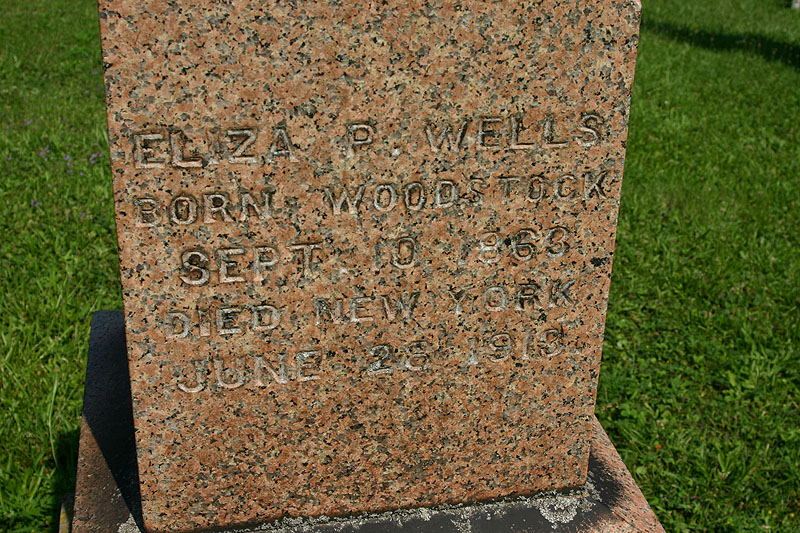 ELIZA P. WELLS
BORN WOODSTOCK
SEPT. 10 1863
DIED NEW YORK
JUNE 28 1913